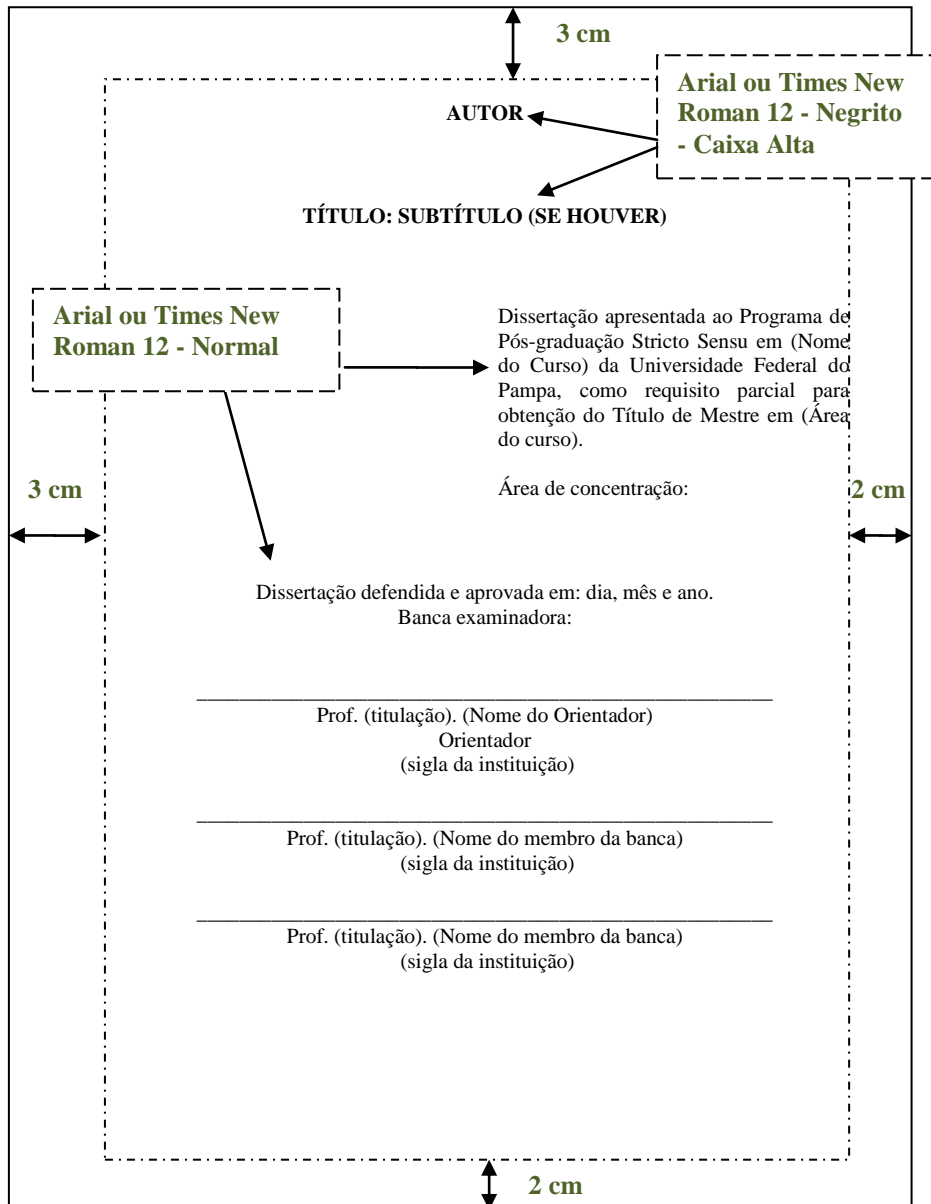 3 cm
Arial ou Times New
Roman 12 - Negrito
- Caixa Alta
AUTOR
TÍTULO: SUBTÍTULO (SE HOUVER)
Arial ou Times New
Roman 12 - Normal
Dissertação apresentada ao Programa de
Pós-graduação Stricto Sensu em (Nome
do Curso) da Universidade Federal do
Pampa, como requisito parcial para
obtenção do Título de Mestre em (Área
do curso).
Área de concentração:
3 cm
2 cm
Dissertação defendida e aprovada em: dia, mês e ano.
Banca examinadora:
Prof. (titulação). (Nome do Orientador)
Orientador
(sigla da instituição)
Prof. (titulação). (Nome do membro da banca)
(sigla da instituição)
Prof. (titulação). (Nome do membro da banca)
(sigla da instituição)
2 cm